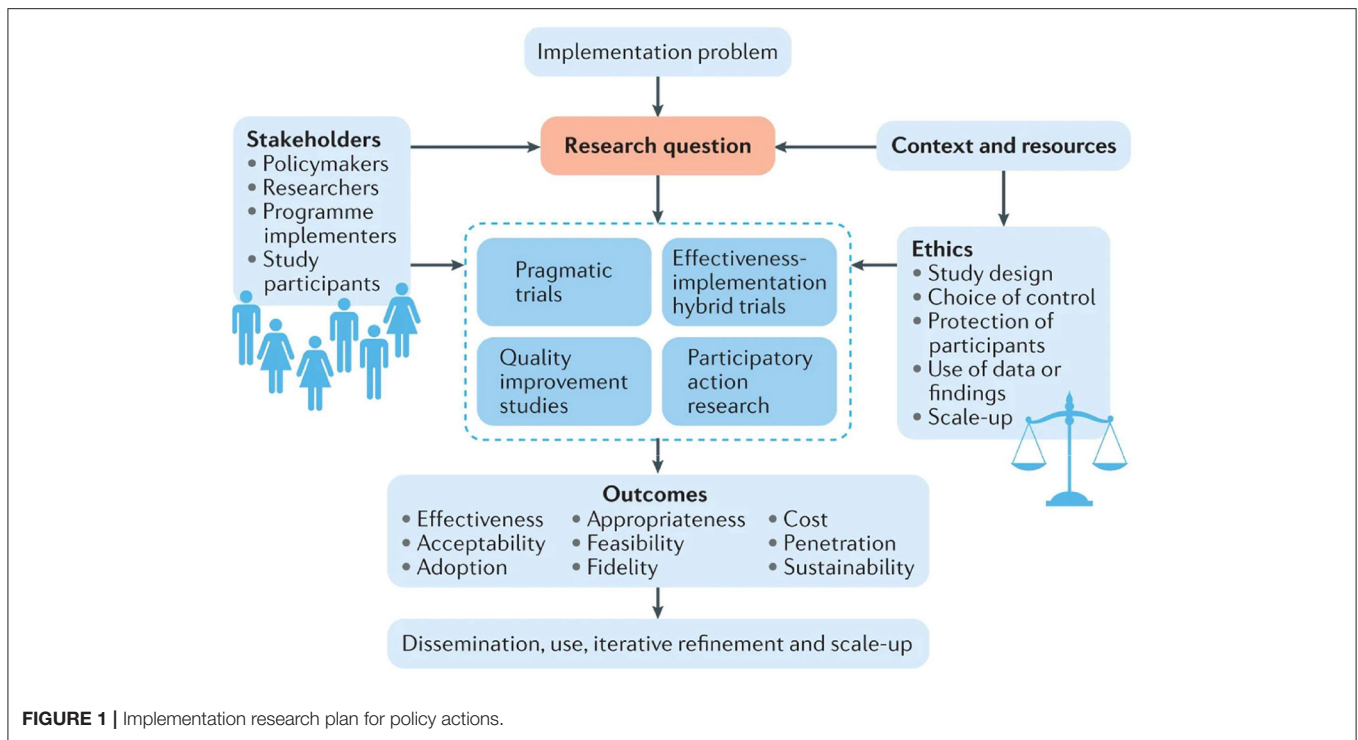 Implementation problem
Stakeholders
• Policymakers
• Researchers
• Programme
implementers
• Study
participants
Research question
Context and resources
Pragmatic
trials
Effectiveness-
implementation
hybrid trials
Quality
improvement
studies
Participatory
action
research
Ethics
• Study design
• Choice of control
• Protection of
participants
• Use of data or
findings
• Scale-up
Outcomes
• Effectiveness
• Acceptability
• Adoption
• Appropriateness
• Feasibility
• Fidelity
• Cost
• Penetration
• Sustainability
Dissemination, use, iterative refinement and scale-up
FIGURE 1 | Implementation research plan for policy actions.